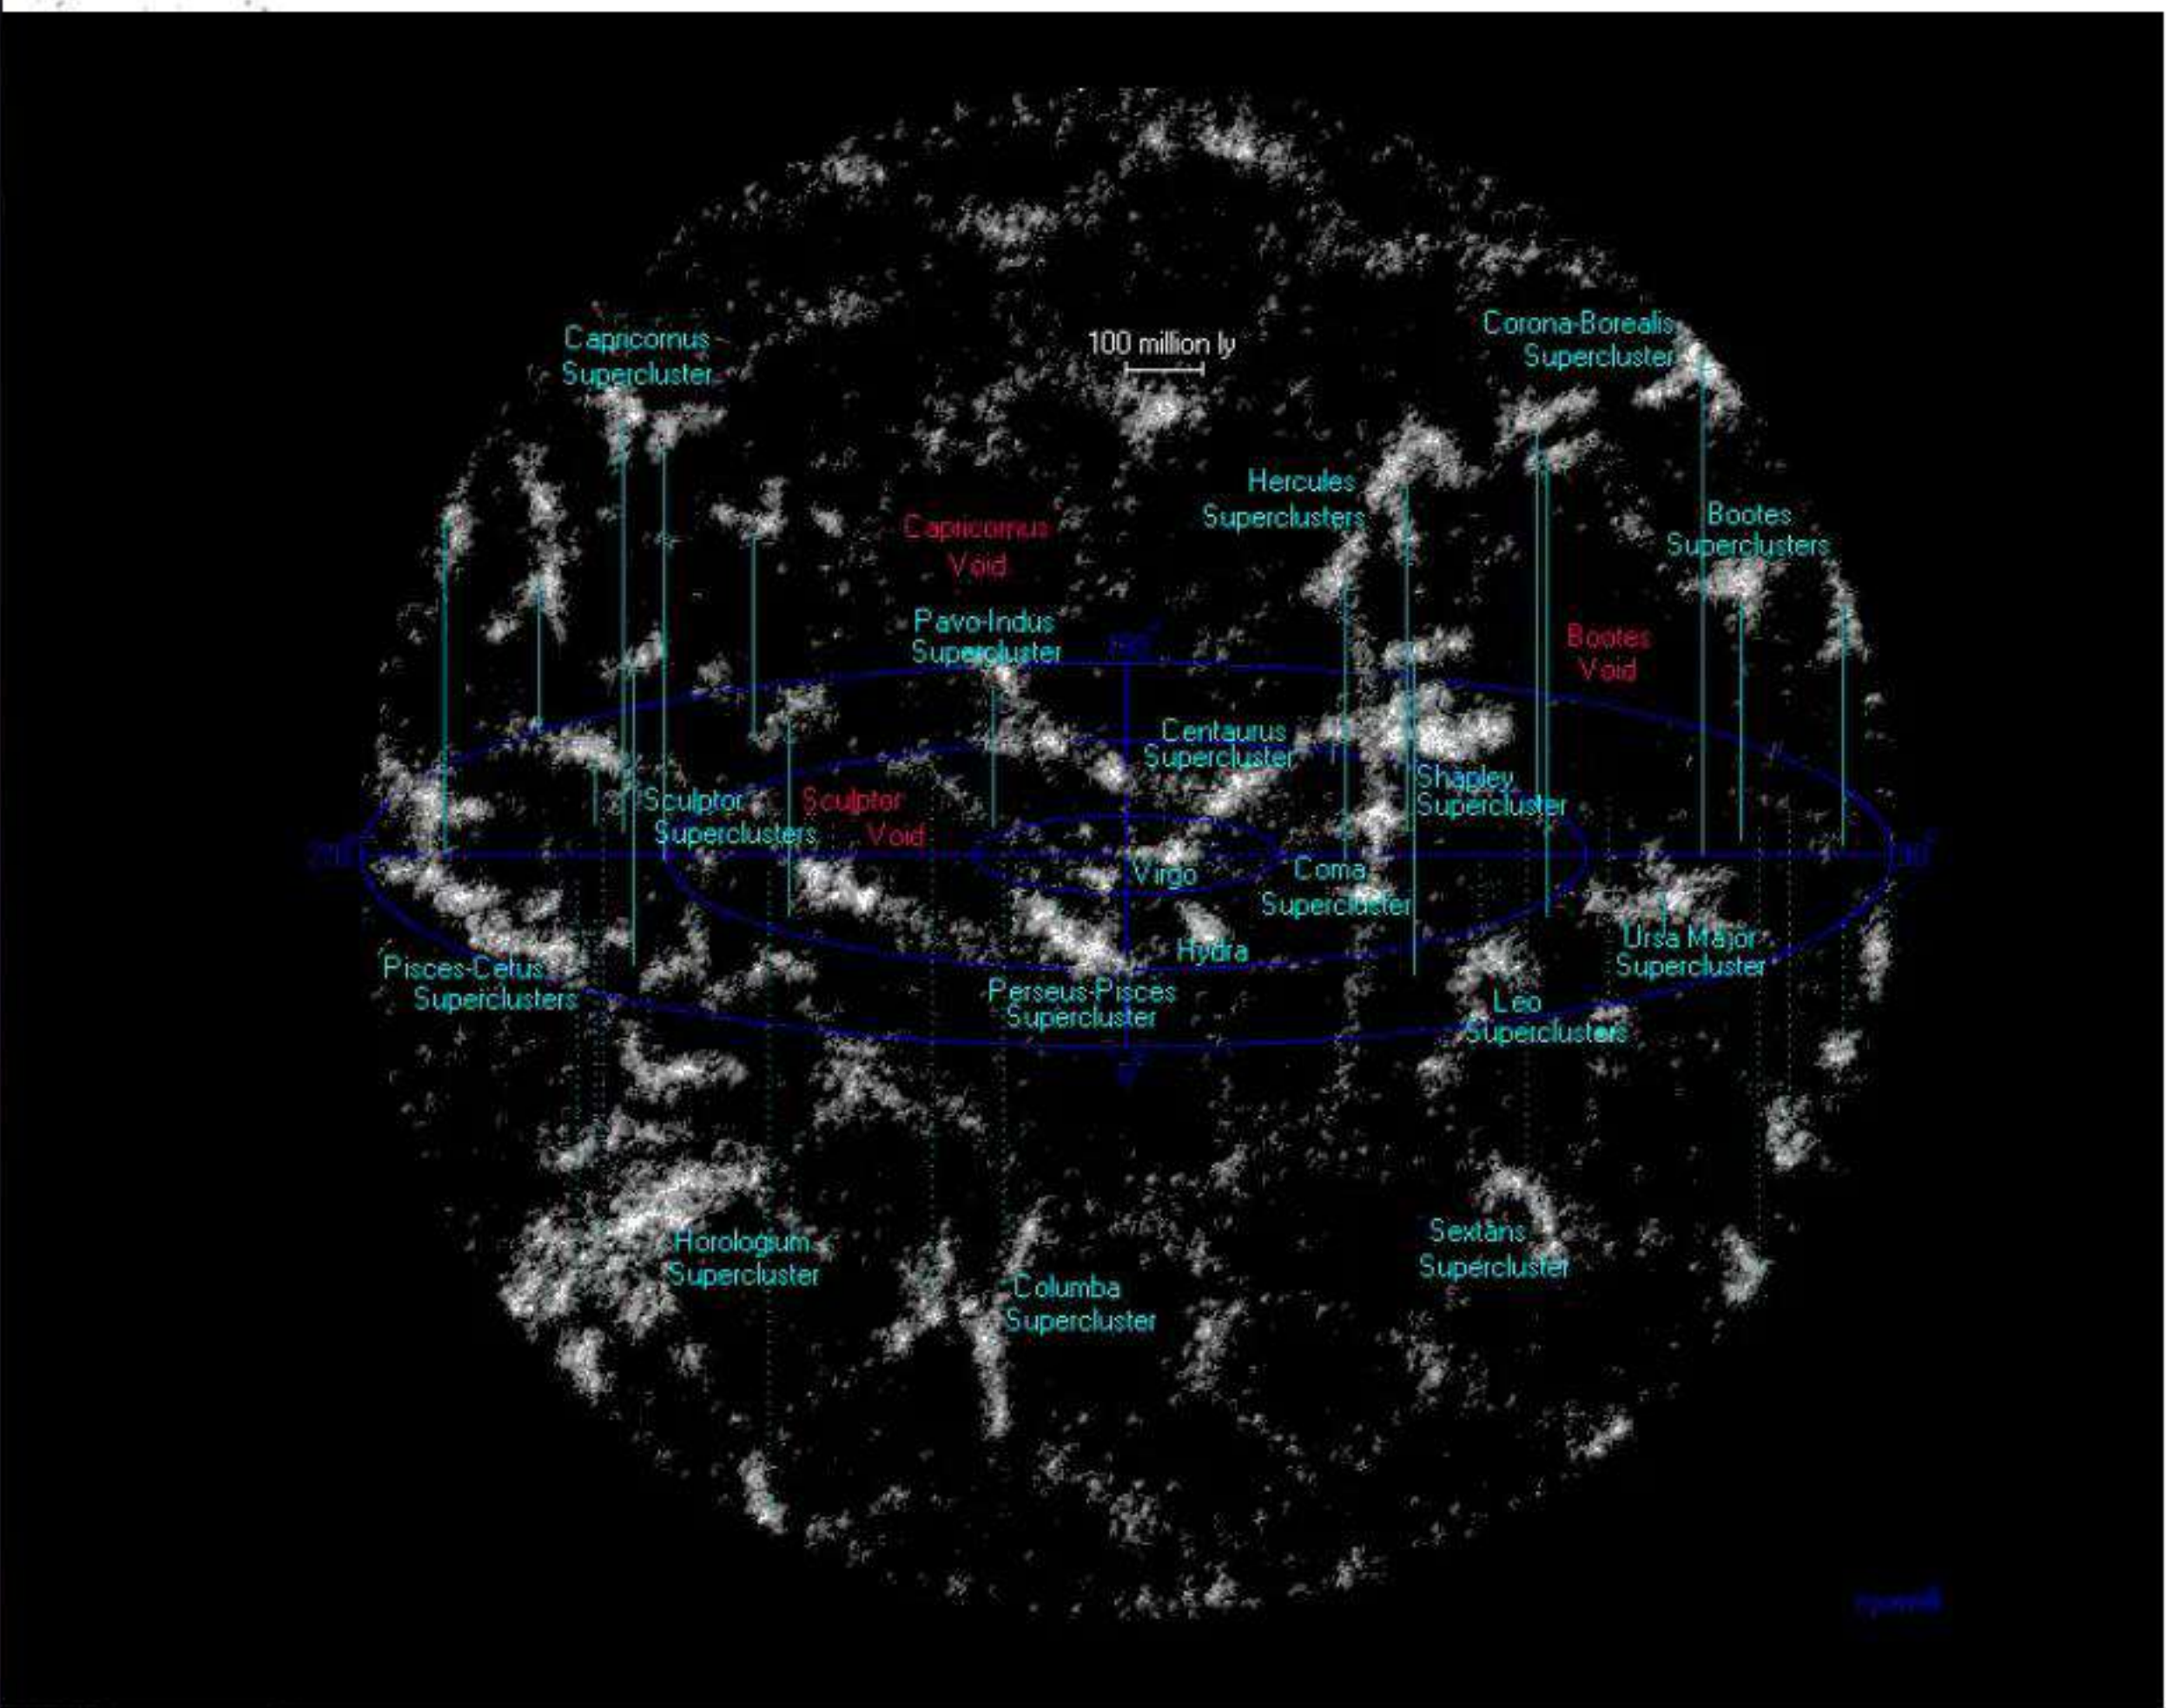 Capricornus
Supercluster
100 million ly
Corona-Borealis
Supercluster
Hercules
Superclusters
Capricornus
Void
Bootes
Superclusters
Pavo-Indus
Supercluster
Bootes
Void
Centaurus
Supercluster
Shapley
Supercluster
Sculptor
Superclusters
Sculptor
Void
Virgo
Coma
Supercluster
Hydra
Ursa Major
Supercluster
Pisces-Cetus
Superclusters
Perseus-Pisces
Supercluster
Leo
Superclusters
Horologium
Supercluster
Columba
Supercluster
Sextans
Supercluster